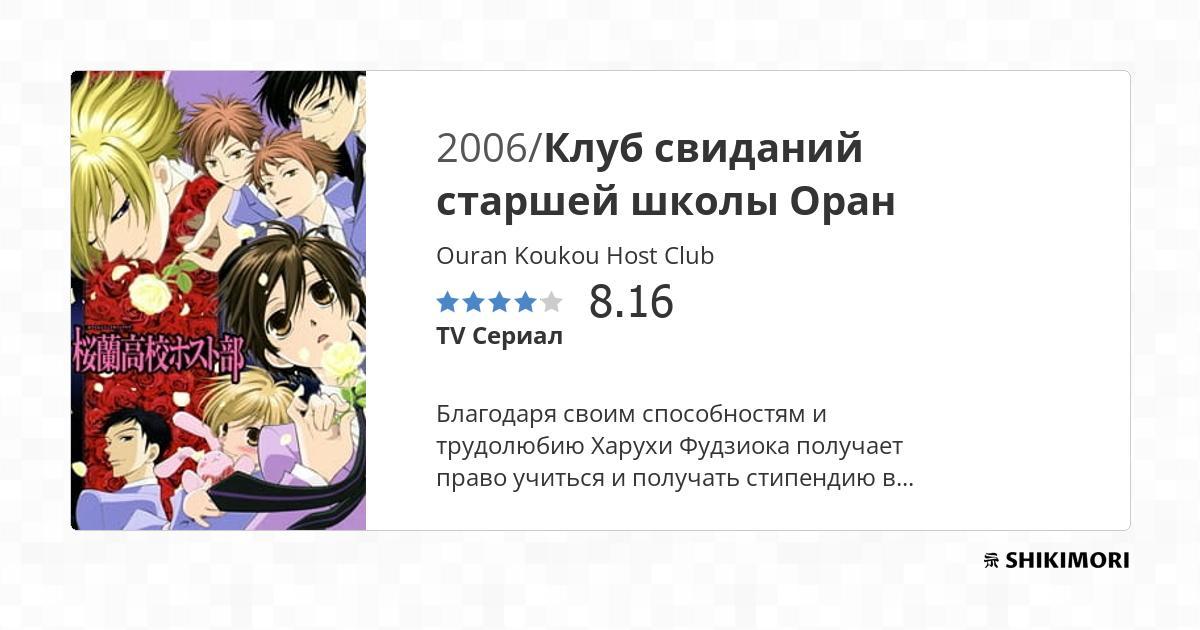 2006/Клуб свиданий
старшей школы Оран
Ouran Koukou Host Club
8.16
TV Сериал
Благодаря своим способностям и
трудолюбию Харухи Фудзиока получает
право учиться и получать стипендию в...
桜蘭高校ホスト部
SHIKIMORI